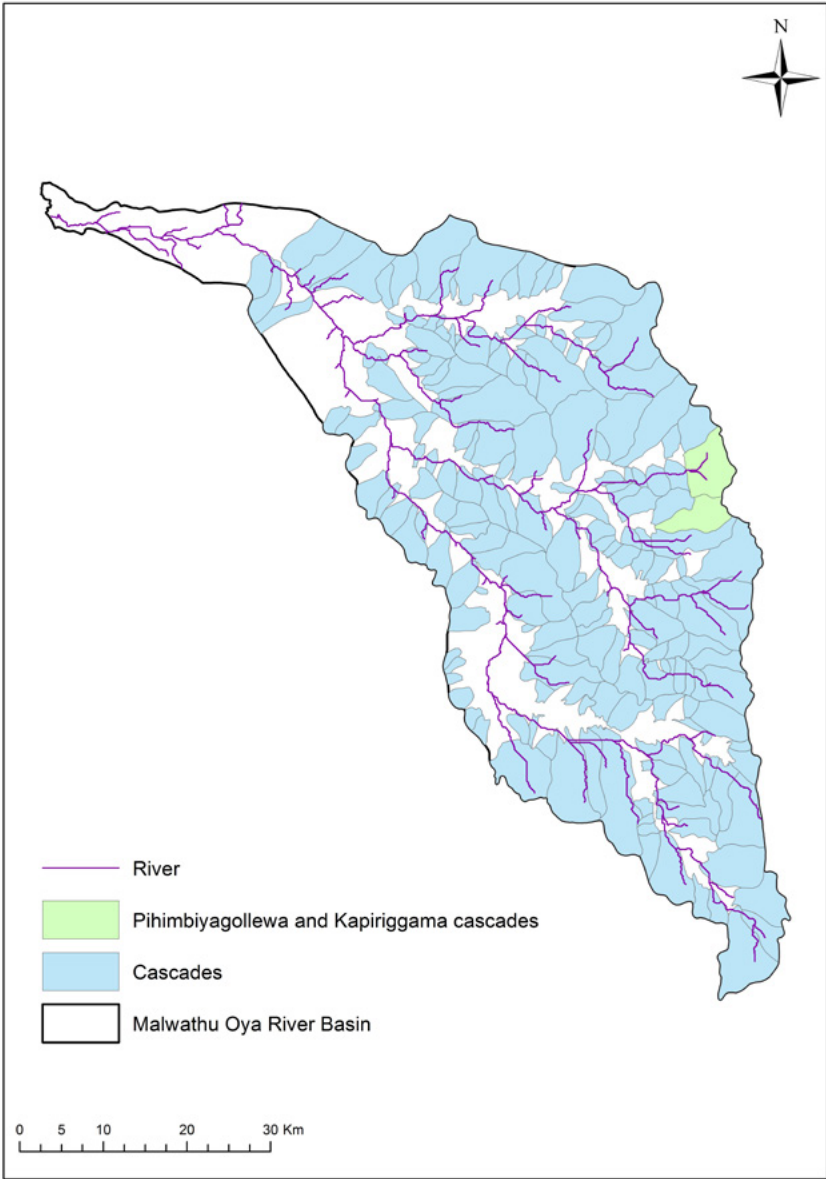 N
River
Pihimbiyagollewa and Kapiriggama cascades
Cascades
Malwathu Oya River Basin
0 5 10 20 30 Km